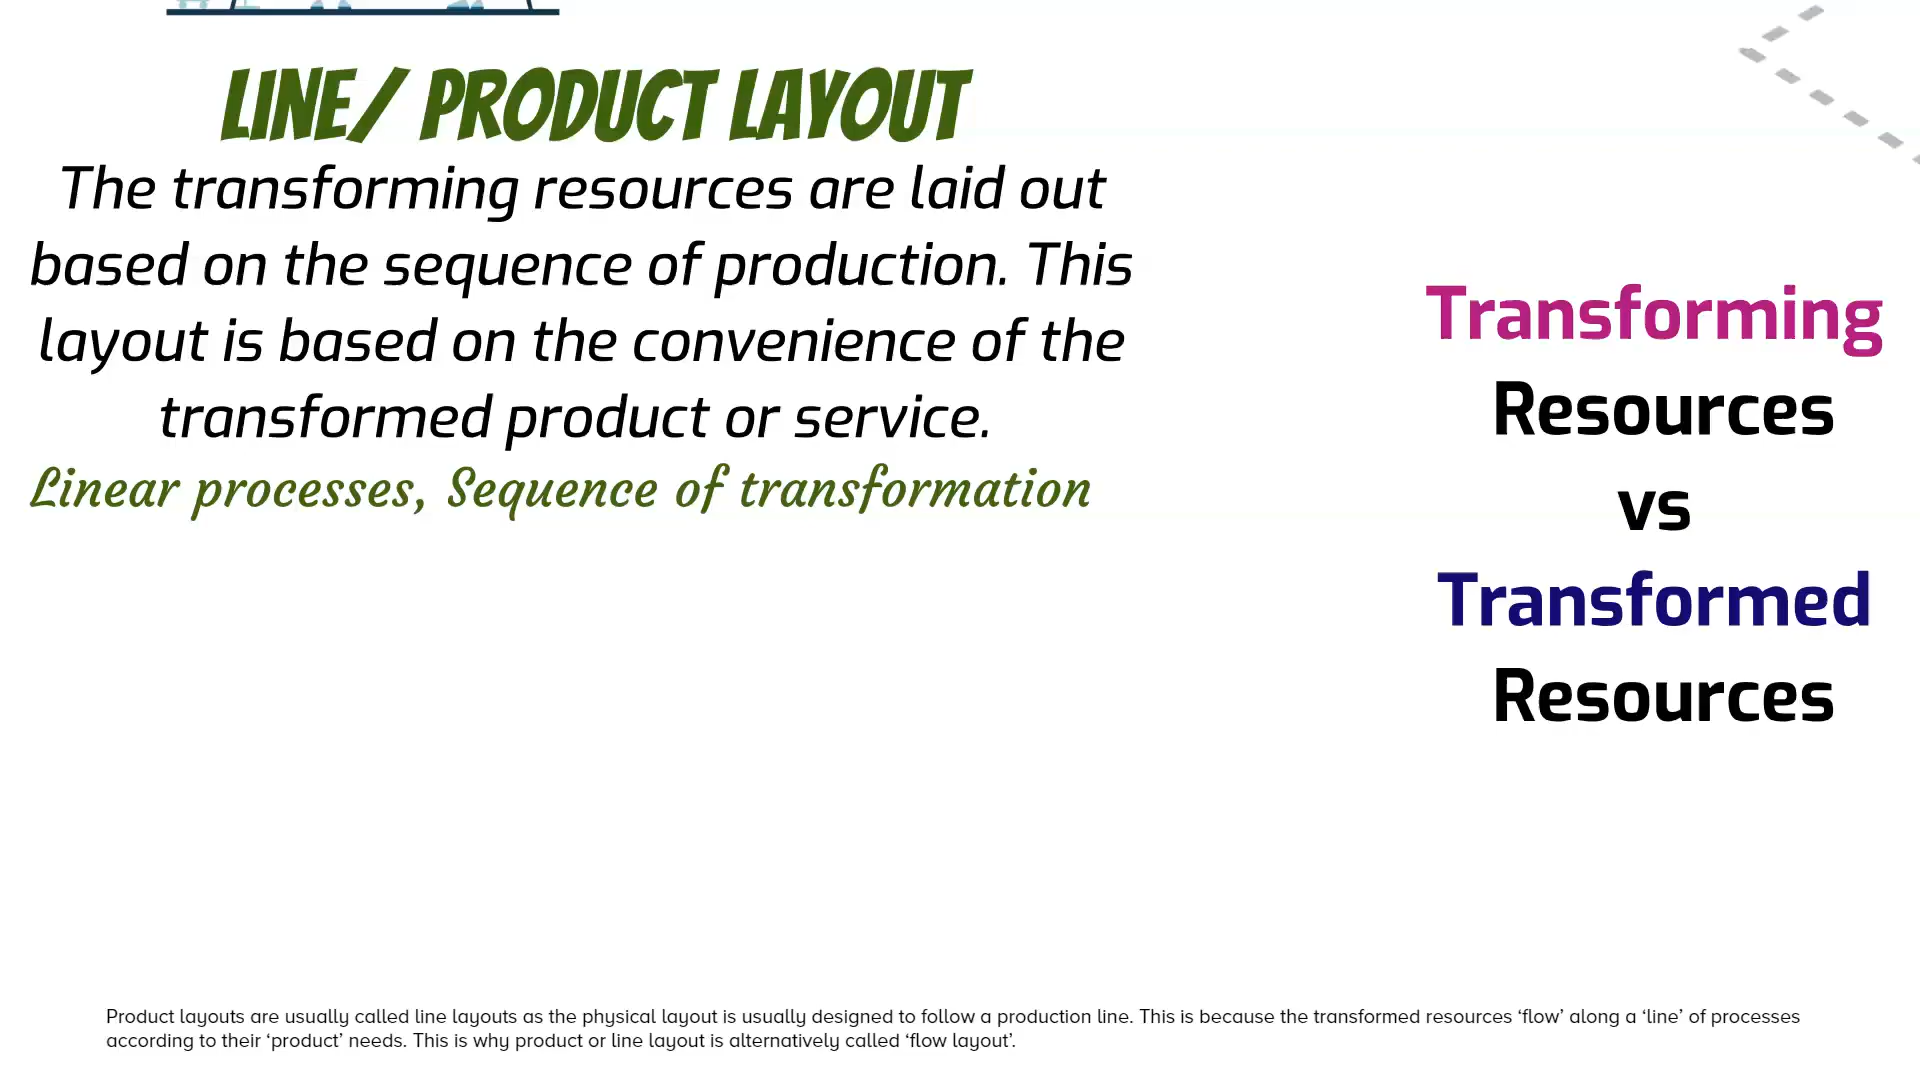 LINE/ PRODUCT LAYOUT
The transforming resources are laid out
based on the sequence of production. This
layout is based on the convenience of the
transformed product or service.
Linear processes, Sequence of transformation
Transforming
Resources
vs
Transformed
Resources
Product layouts are usually called line layouts as the physical layout is usually designed to follow a production line. This is because the transformed resources ‘flow’ along a ‘line’ of processes
according to their ‘product’ needs. This is why product or line layout is alternatively called ‘flow layout’.